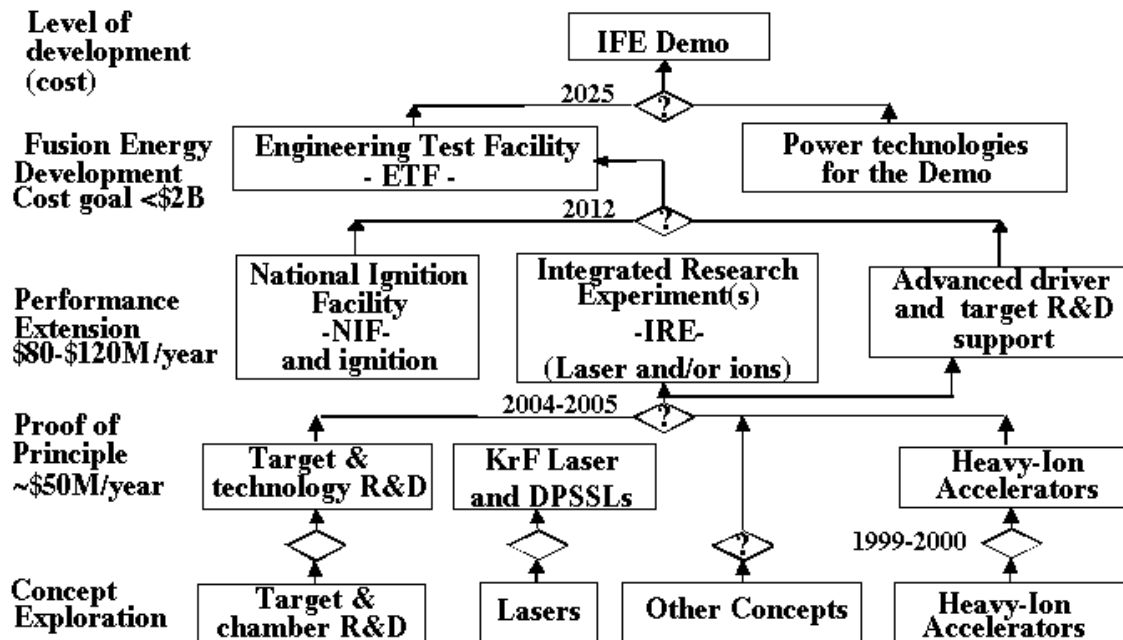 Level of
development
(cost)
IFE Demo
2025
?
Fusion Energy
Development
Cost goal <$2B
Engineering Test Facility
- ETF -
Power technologies
for the Demo
2012
?
Performance
Extension
$80-$120M/year
National Ignition
Facility
-NIF-
and ignition
Integrated Research
Experiment(s)
-IRE-
(Laser and/or ions)
Advanced driver
and target R&D
support
2004-2005
?
Proof of
Principle
~$50M/year
Target &
technology R&D
KrF Laser
and DPSSLs
Heavy-Ion
Accelerators
?
1999-2000
Concept
Exploration
Target &
chamber R&D
Lasers
Other Concepts
Heavy-Ion
Accelerators